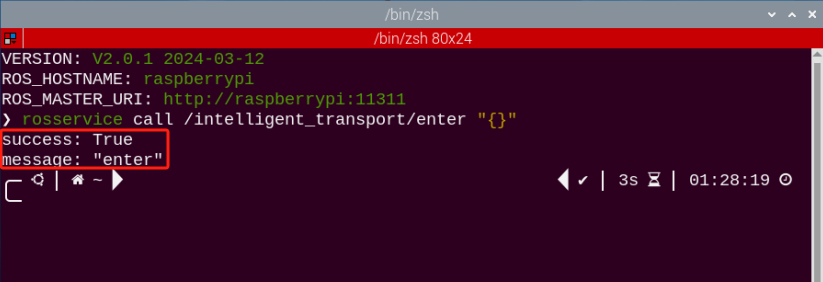 /bin/zsh
/bin/zsh 80x24
VERSION: V2.0.1 2024-03-12
ROS_HOSTNAME: raspberrypi
ROS_MASTER_URI: http://raspberrypi:11311
❯ rosservice call /intelligent_transport/enter "{}"
success: True
message: "enter"
~ ✔ | 3s | 01:28:19